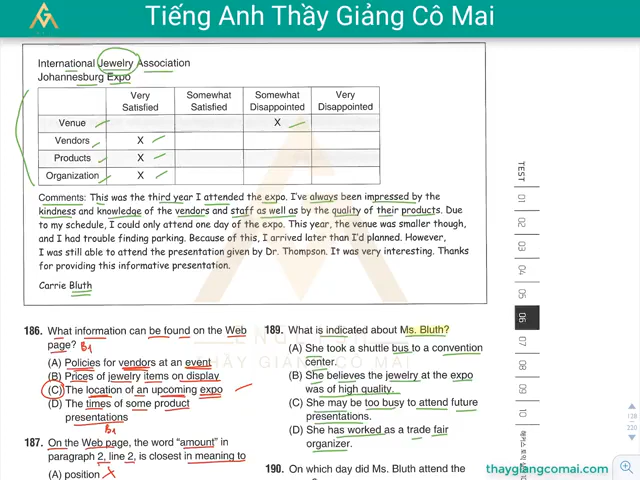 Tiếng Anh Thầy Giảng Cô Mai
International Jewelry Association
Johannesburg Expo
Very Satisfied Somewhat Satisfied Somewhat Disappointed Very Disappointed
Venue X
Vendors X
Products X
Organization X
Comments: This was the third year I attended the expo. I've always been impressed by the
kindness and knowledge of the vendors and staff as well as by the quality of their products. Due
to my schedule, I could only attend one day of the expo. This year, the venue was smaller though,
and I had trouble finding parking. Because of this, I arrived later than I'd planned. However,
I was still able to attend the presentation given by Dr. Thompson. It was very interesting. Thanks
for providing this informative presentation.
Carrie Bluth
186. What information can be found on the Web
page? B1
(A) Policies for vendors at an event
(B) Prices of jewelry items on display
(C) The location of an upcoming expo
(D) The times of some product
presentations
B1
187. On the Web page, the word "amount" in
paragraph 2, line 2, is closest in meaning to
(A) position
189. What is indicated about Ms. Bluth?
(A) She took a shuttle bus to a convention
center.
(B) She believes the jewelry at the expo
was of high quality.
(C) She may be too busy to attend future
presentations.
(D) She has worked as a trade fair
organizer.
190. On which day did Ms. Bluth attend the
TEST
01
02
03
04
05
06
07
08
09
10
128
220
THẦY GIẢNG CÔ MAI
thaygiangcomai.com